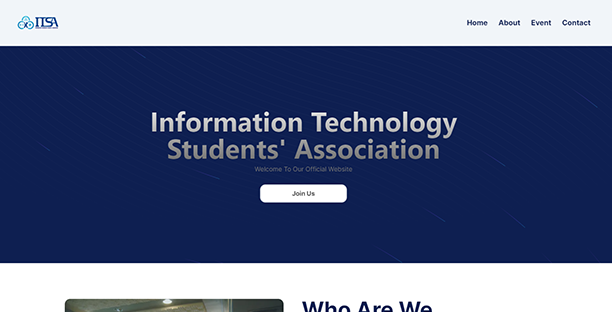 ITSA
Home About Event Contact
Information Technology
Students' Association
Welcome To Our Official Website
Join Us
Who Are We